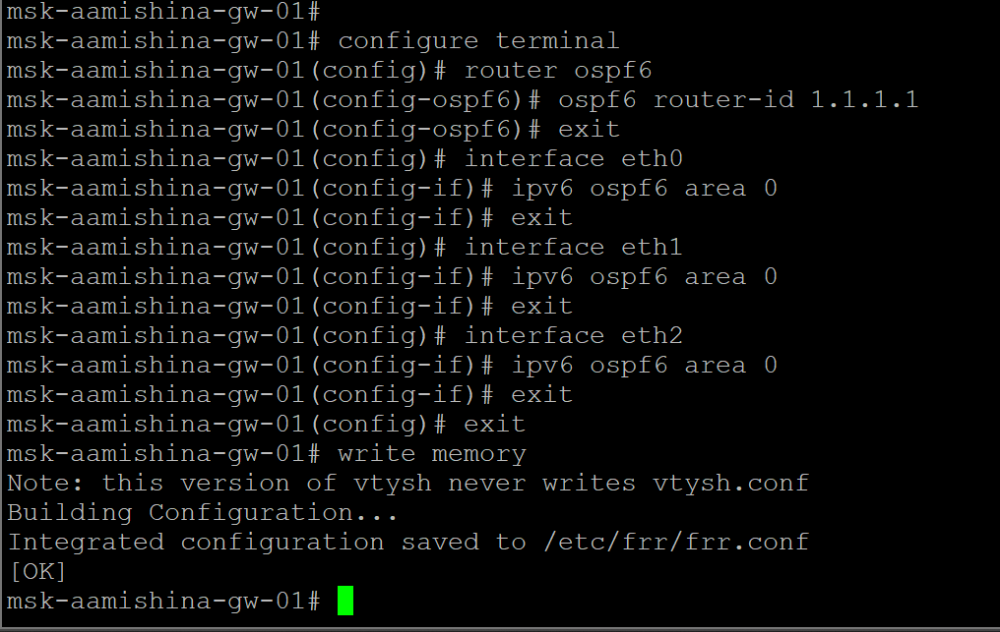 msk-aamishina-gw-01#
msk-aamishina-gw-01# configure terminal
msk-aamishina-gw-01(config)# router ospf6
msk-aamishina-gw-01(config-ospf6)# ospf6 router-id 1.1.1.1
msk-aamishina-gw-01(config-ospf6)# exit
msk-aamishina-gw-01(config)# interface eth0
msk-aamishina-gw-01(config-if)# ipv6 ospf6 area 0
msk-aamishina-gw-01(config-if)# exit
msk-aamishina-gw-01(config)# interface eth1
msk-aamishina-gw-01(config-if)# ipv6 ospf6 area 0
msk-aamishina-gw-01(config-if)# exit
msk-aamishina-gw-01(config)# interface eth2
msk-aamishina-gw-01(config-if)# ipv6 ospf6 area 0
msk-aamishina-gw-01(config-if)# exit
msk-aamishina-gw-01(config)# exit
msk-aamishina-gw-01# write memory
Note: this version of vtysh never writes vtysh.conf
Building Configuration...
Integrated configuration saved to /etc/frr/frr.conf
[OK]
msk-aamishina-gw-01#